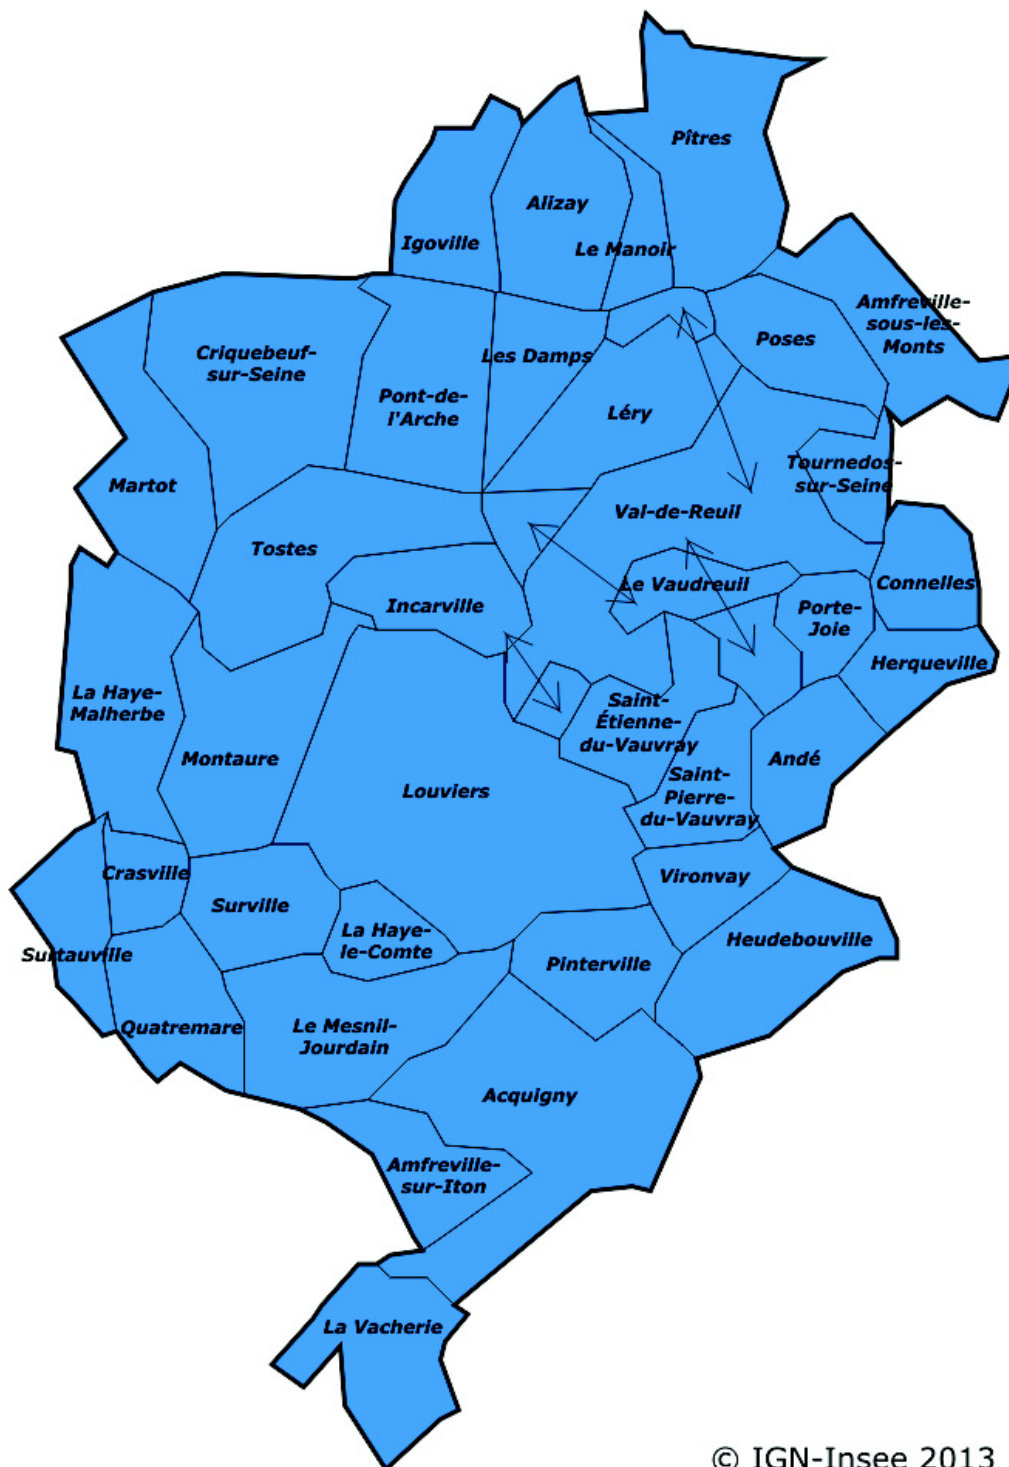 Pîtres
Alizay
Igoville
Le Manoir
Amfreville-
sous-les-
Monts
Poses
Criquebeuf-
sur-Seine
Les Damps
Pont-de-
l'Arche
Léry
Tournedos-
sur-Seine
Martot
Val-de-Reuil
Tostes
Le Vaudreuil
Connelles
Incarville
Porte-
Joie
Herqueville
La Haye-
Malherbe
Saint-
Étienne-
du-Vauvray
Montaure
Andé
Louviers
Saint-
Pierre-
du-Vauvray
Crasville
Vironvay
Surville
La Haye-
le-Comte
Heudebouville
Surtauville
Pinterville
Quatremare
Le Mesnil-
Jourdain
Acquigny
Amfreville-
sur-Iton
La Vacherie
© IGN-Insee 2013